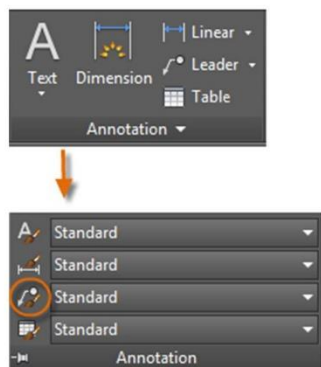 A
Linear
Text
Dimension
Leader
Table
Annotation
A
Standard
Standard
Standard
Standard
Annotation